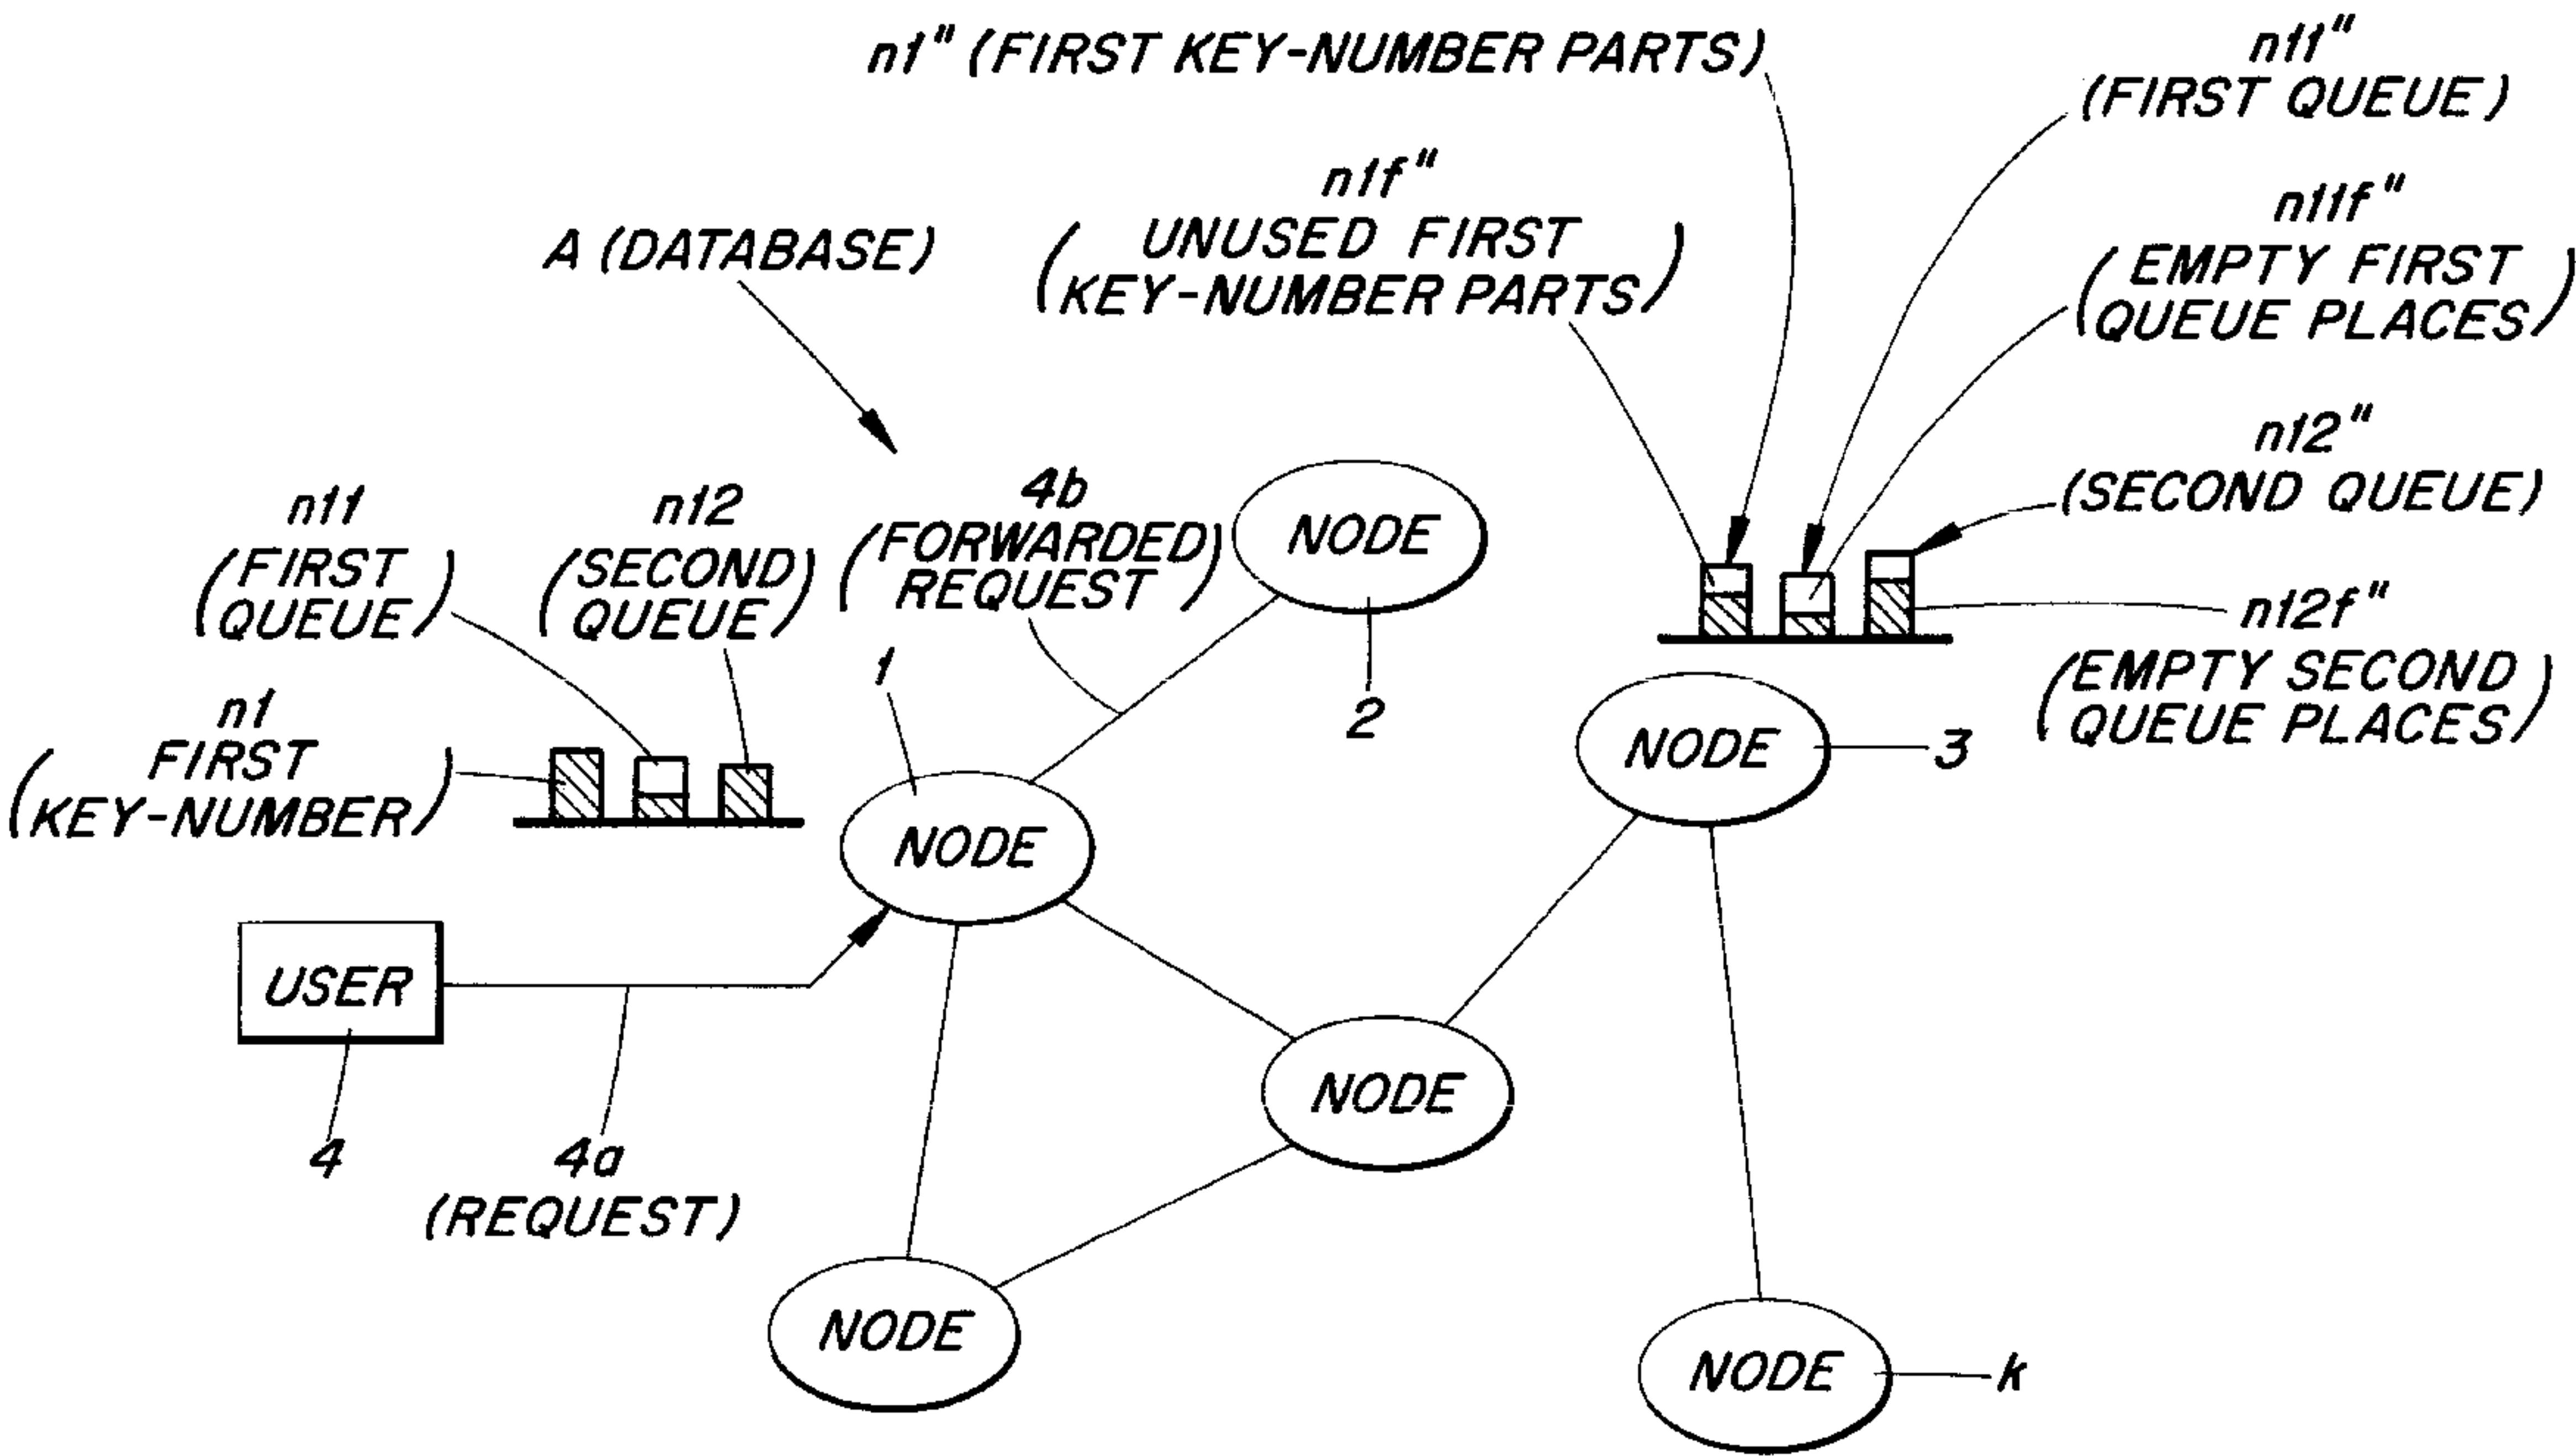 n1" (FIRST KEY-NUMBER PARTS)
n11"
(FIRST QUEUE)
n1f"
(UNUSED FIRST
KEY-NUMBER PARTS)
n11f"
(EMPTY FIRST
QUEUE PLACES)
A (DATABASE)
n12"
(SECOND QUEUE)
n11
(FIRST
QUEUE)
n12
(SECOND
QUEUE)
4b
(FORWARDED
REQUEST)
NODE
2
n12f"
(EMPTY SECOND
QUEUE PLACES)
1
n1
(FIRST
KEY-NUMBER)
NODE
3
NODE
USER
4
4a
(REQUEST)
NODE
NODE
NODE
k